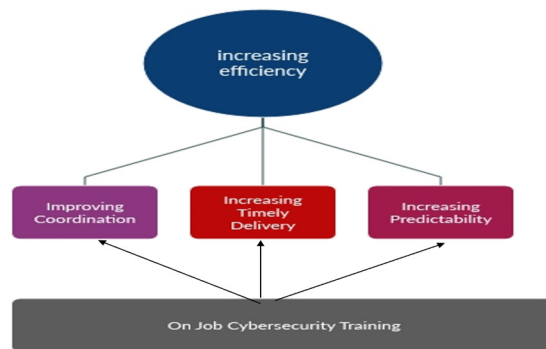 increasing
efficiency
Improving
Coordination
Increasing
Timely
Delivery
Increasing
Predictability
On Job Cybersecurity Training